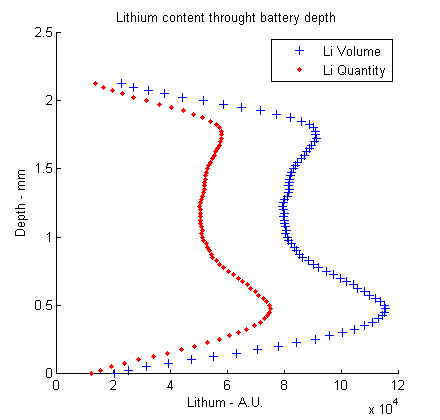 Lithium content throught battery depth
Li Volume
Li Quantity
2.5
2
1.5
1
0.5
0
Depth - mm
0 2 4 6 8 10 12
x 10^4
Lithum - A.U.